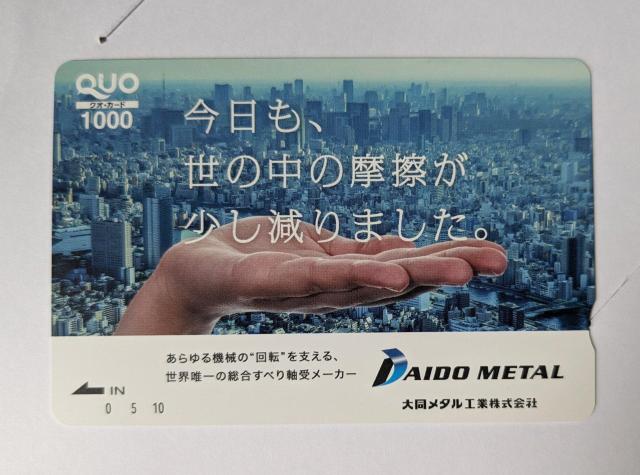 QUO
クオ・カード
1000
今日も、
世の中の摩擦が
少し減りました。
あらゆる機械の“回転”を支える、
世界唯一の総合すべり軸受メーカー
DAIDO METAL
大同メタル工業株式会社
IN
0 5 10